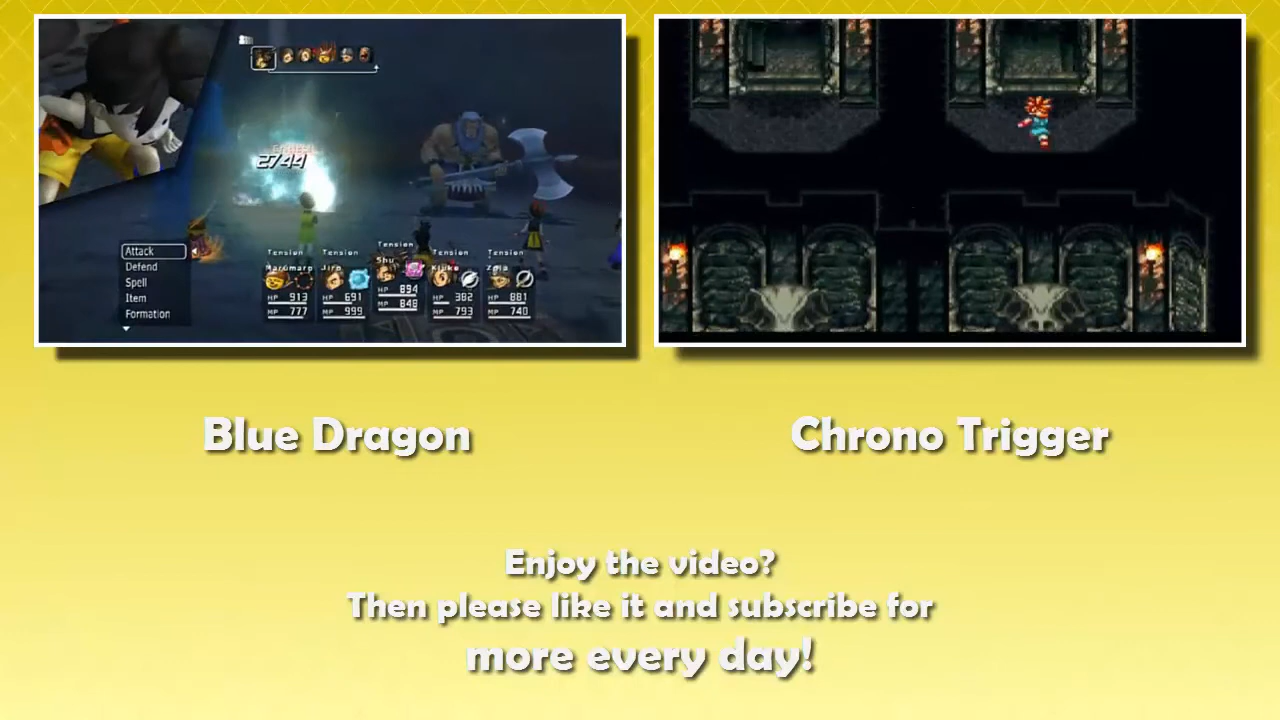 2744
Attack
Defend
Spell
Item
Formation
Tension Tension Tension Tension Tension
Marumaro Jiro Shu Kluke Zola
HP 913 HP 691 HP 894 HP 382 HP 881
MP 777 MP 999 MP 848 MP 793 MP 740
Blue Dragon
Chrono Trigger
Enjoy the video?
Then please like it and subscribe for
more every day!